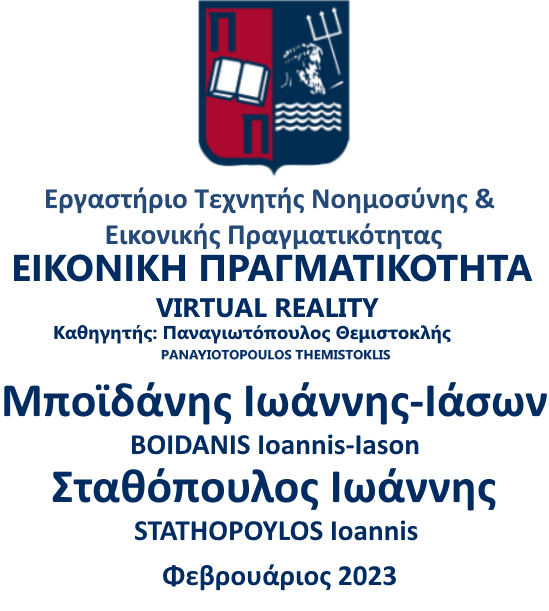 Π
Π
Εργαστήριο Τεχνητής Νοημοσύνης &
Εικονικής Πραγματικότητας
ΕΙΚΟΝΙΚΗ ΠΡΑΓΜΑΤΙΚΟΤΗΤΑ
VIRTUAL REALITY
Καθηγητής: Παναγιωτόπουλος Θεμιστοκλής
PANAYIOTOPOULOS THEMISTOKLIS
Μποϊδάνης Ιωάννης-Ιάσων
BOIDANIS Ioannis-Iason
Σταθόπουλος Ιωάννης
STATHOPOYLOS Ioannis
Φεβρουάριος 2023